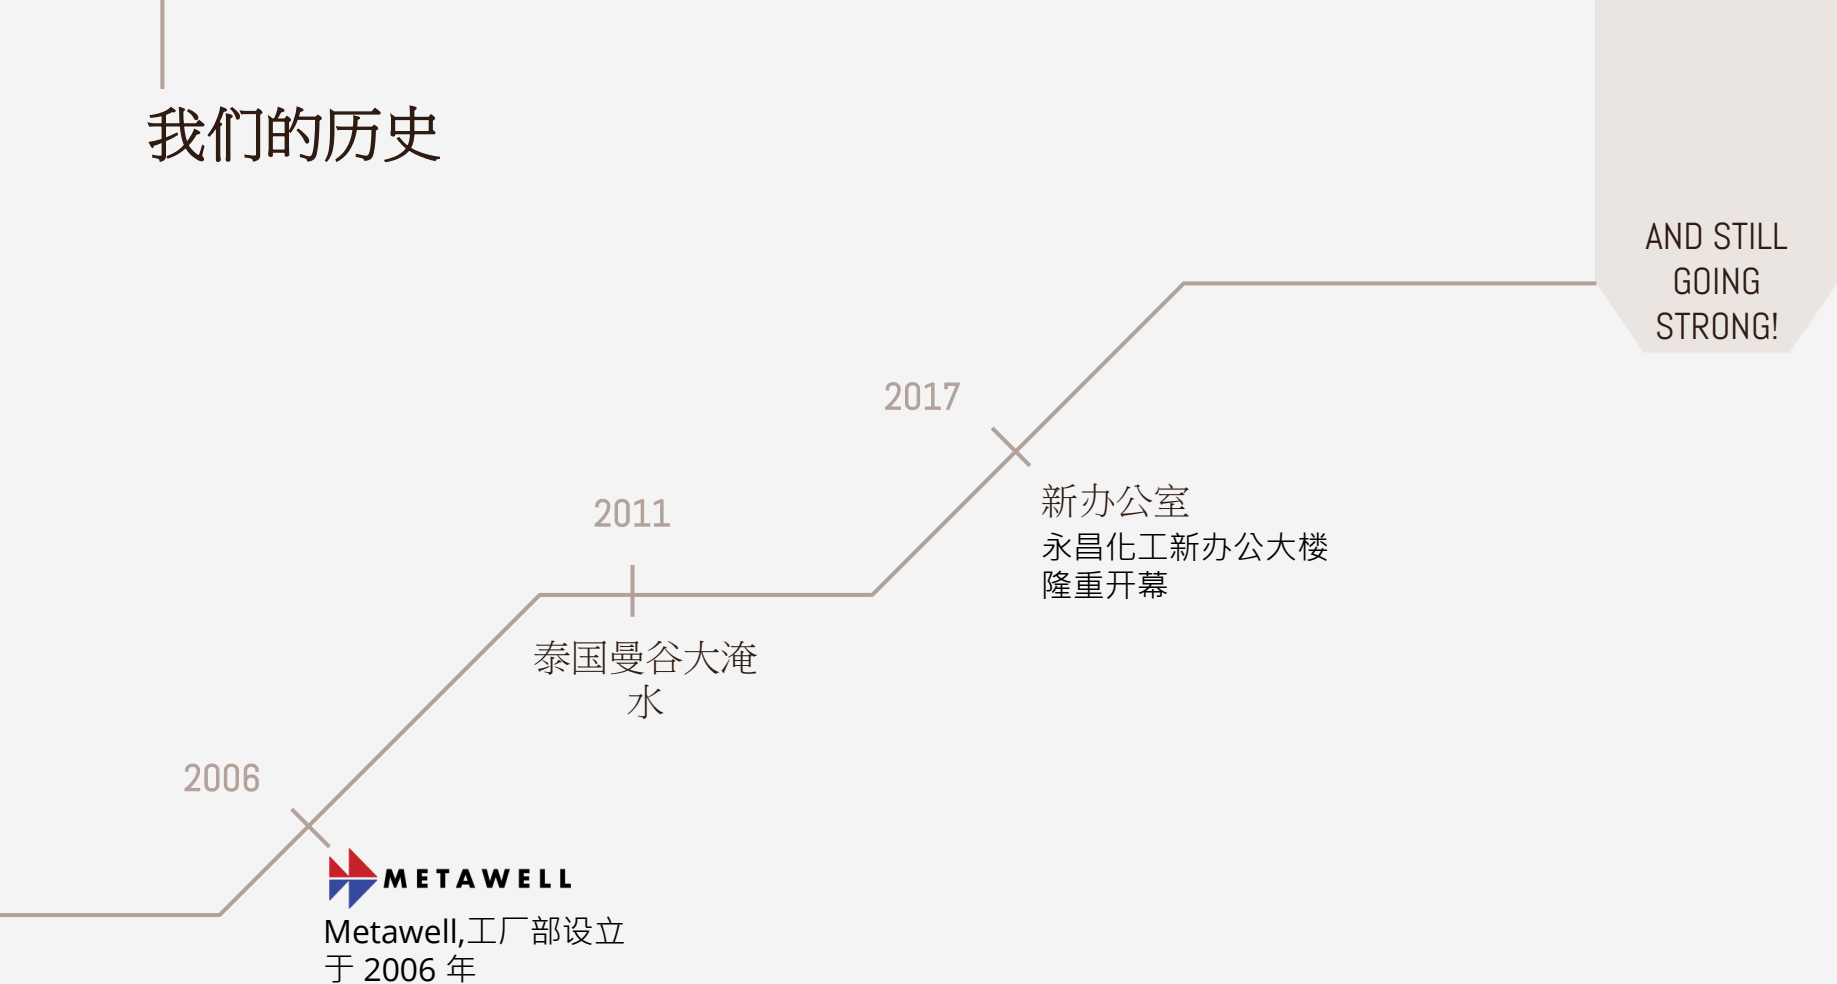 我们的历史
AND STILL
GOING
STRONG!
2017
新办公室
永昌化工新办公大楼
隆重开幕
2011
泰国曼谷大淹
水
2006
METAWELL
Metawell,工厂部设立
于 2006 年